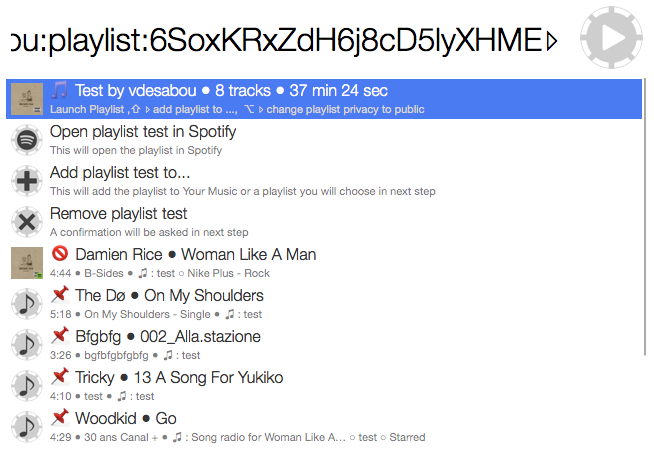 ou:playlist:6SoxKRxZdH6j8cD5lyXHME▹
🎵 Test by vdesabou ● 8 tracks ● 37 min 24 sec
Launch Playlist ,⇧ ▹ add playlist to ..., ⌥ ▹ change playlist privacy to public
Open playlist test in Spotify
This will open the playlist in Spotify
Add playlist test to...
This will add the playlist to Your Music or a playlist you will choose in next step
Remove playlist test
A confirmation will be asked in next step
🚫 Damien Rice ● Woman Like A Man
4:44 ● B-Sides ● 🎵 : test ○ Nike Plus - Rock
📌 The Dø ● On My Shoulders
5:18 ● On My Shoulders - Single ● 🎵 : test
📌 Bfgbfg ● 002_Alla.stazione
3:26 ● bgfbfgbfgbfg ● 🎵 : test
📌 Tricky ● 13 A Song For Yukiko
4:10 ● test ● 🎵 : test
📌 Woodkid ● Go
4:29 ● 30 ans Canal + ● 🎵 : Song radio for Woman Like A... ○ test ○ Starred